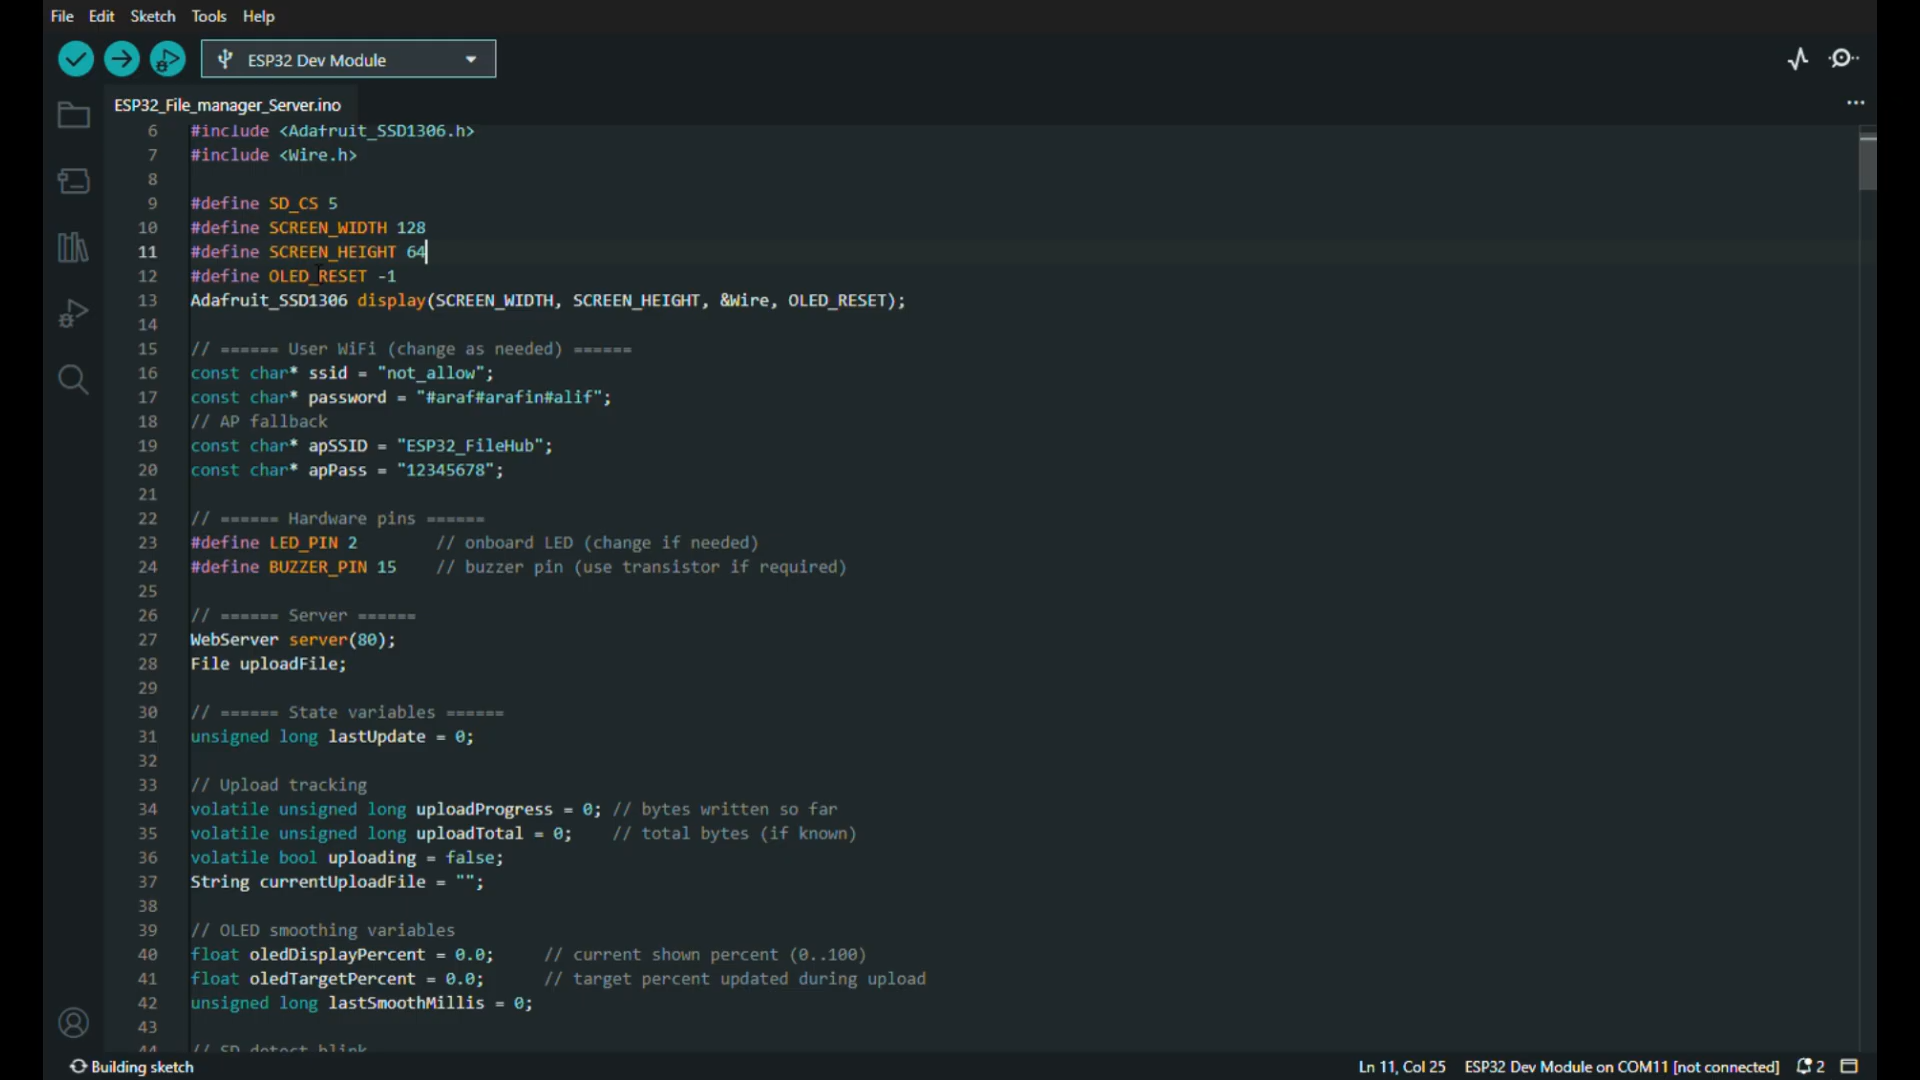 File Edit Sketch Tools Help
ESP32 Dev Module
ESP32_File_manager_Server.ino
6 #include <Adafruit_SSD1306.h>
7 #include <Wire.h>
8
9 #define SD_CS 5
10 #define SCREEN_WIDTH 128
11 #define SCREEN_HEIGHT 64
12 #define OLED_RESET -1
13 Adafruit_SSD1306 display(SCREEN_WIDTH, SCREEN_HEIGHT, &Wire, OLED_RESET);
14
15 // ====== User WiFi (change as needed) ======
16 const char* ssid = "not_allow";
17 const char* password = "#araf#arafin#alif";
18 // AP fallback
19 const char* apSSID = "ESP32_FileHub";
20 const char* apPass = "12345678";
21
22 // ====== Hardware pins ======
23 #define LED_PIN 2 // onboard LED (change if needed)
24 #define BUZZER_PIN 15 // buzzer pin (use transistor if required)
25
26 // ====== Server ======
27 WebServer server(80);
28 File uploadFile;
29
30 // ====== State variables ======
31 unsigned long lastUpdate = 0;
32
33 // Upload tracking
34 volatile unsigned long uploadProgress = 0; // bytes written so far
35 volatile unsigned long uploadTotal = 0; // total bytes (if known)
36 volatile bool uploading = false;
37 String currentUploadFile = "";
38
39 // OLED smoothing variables
40 float oledDisplayPercent = 0.0; // current shown percent (0..100)
41 float oledTargetPercent = 0.0; // target percent updated during upload
42 unsigned long lastSmoothMillis = 0;
43
44 // SD detect blink
Building sketch Ln 11, Col 25 ESP32 Dev Module on COM11 [not connected] 2